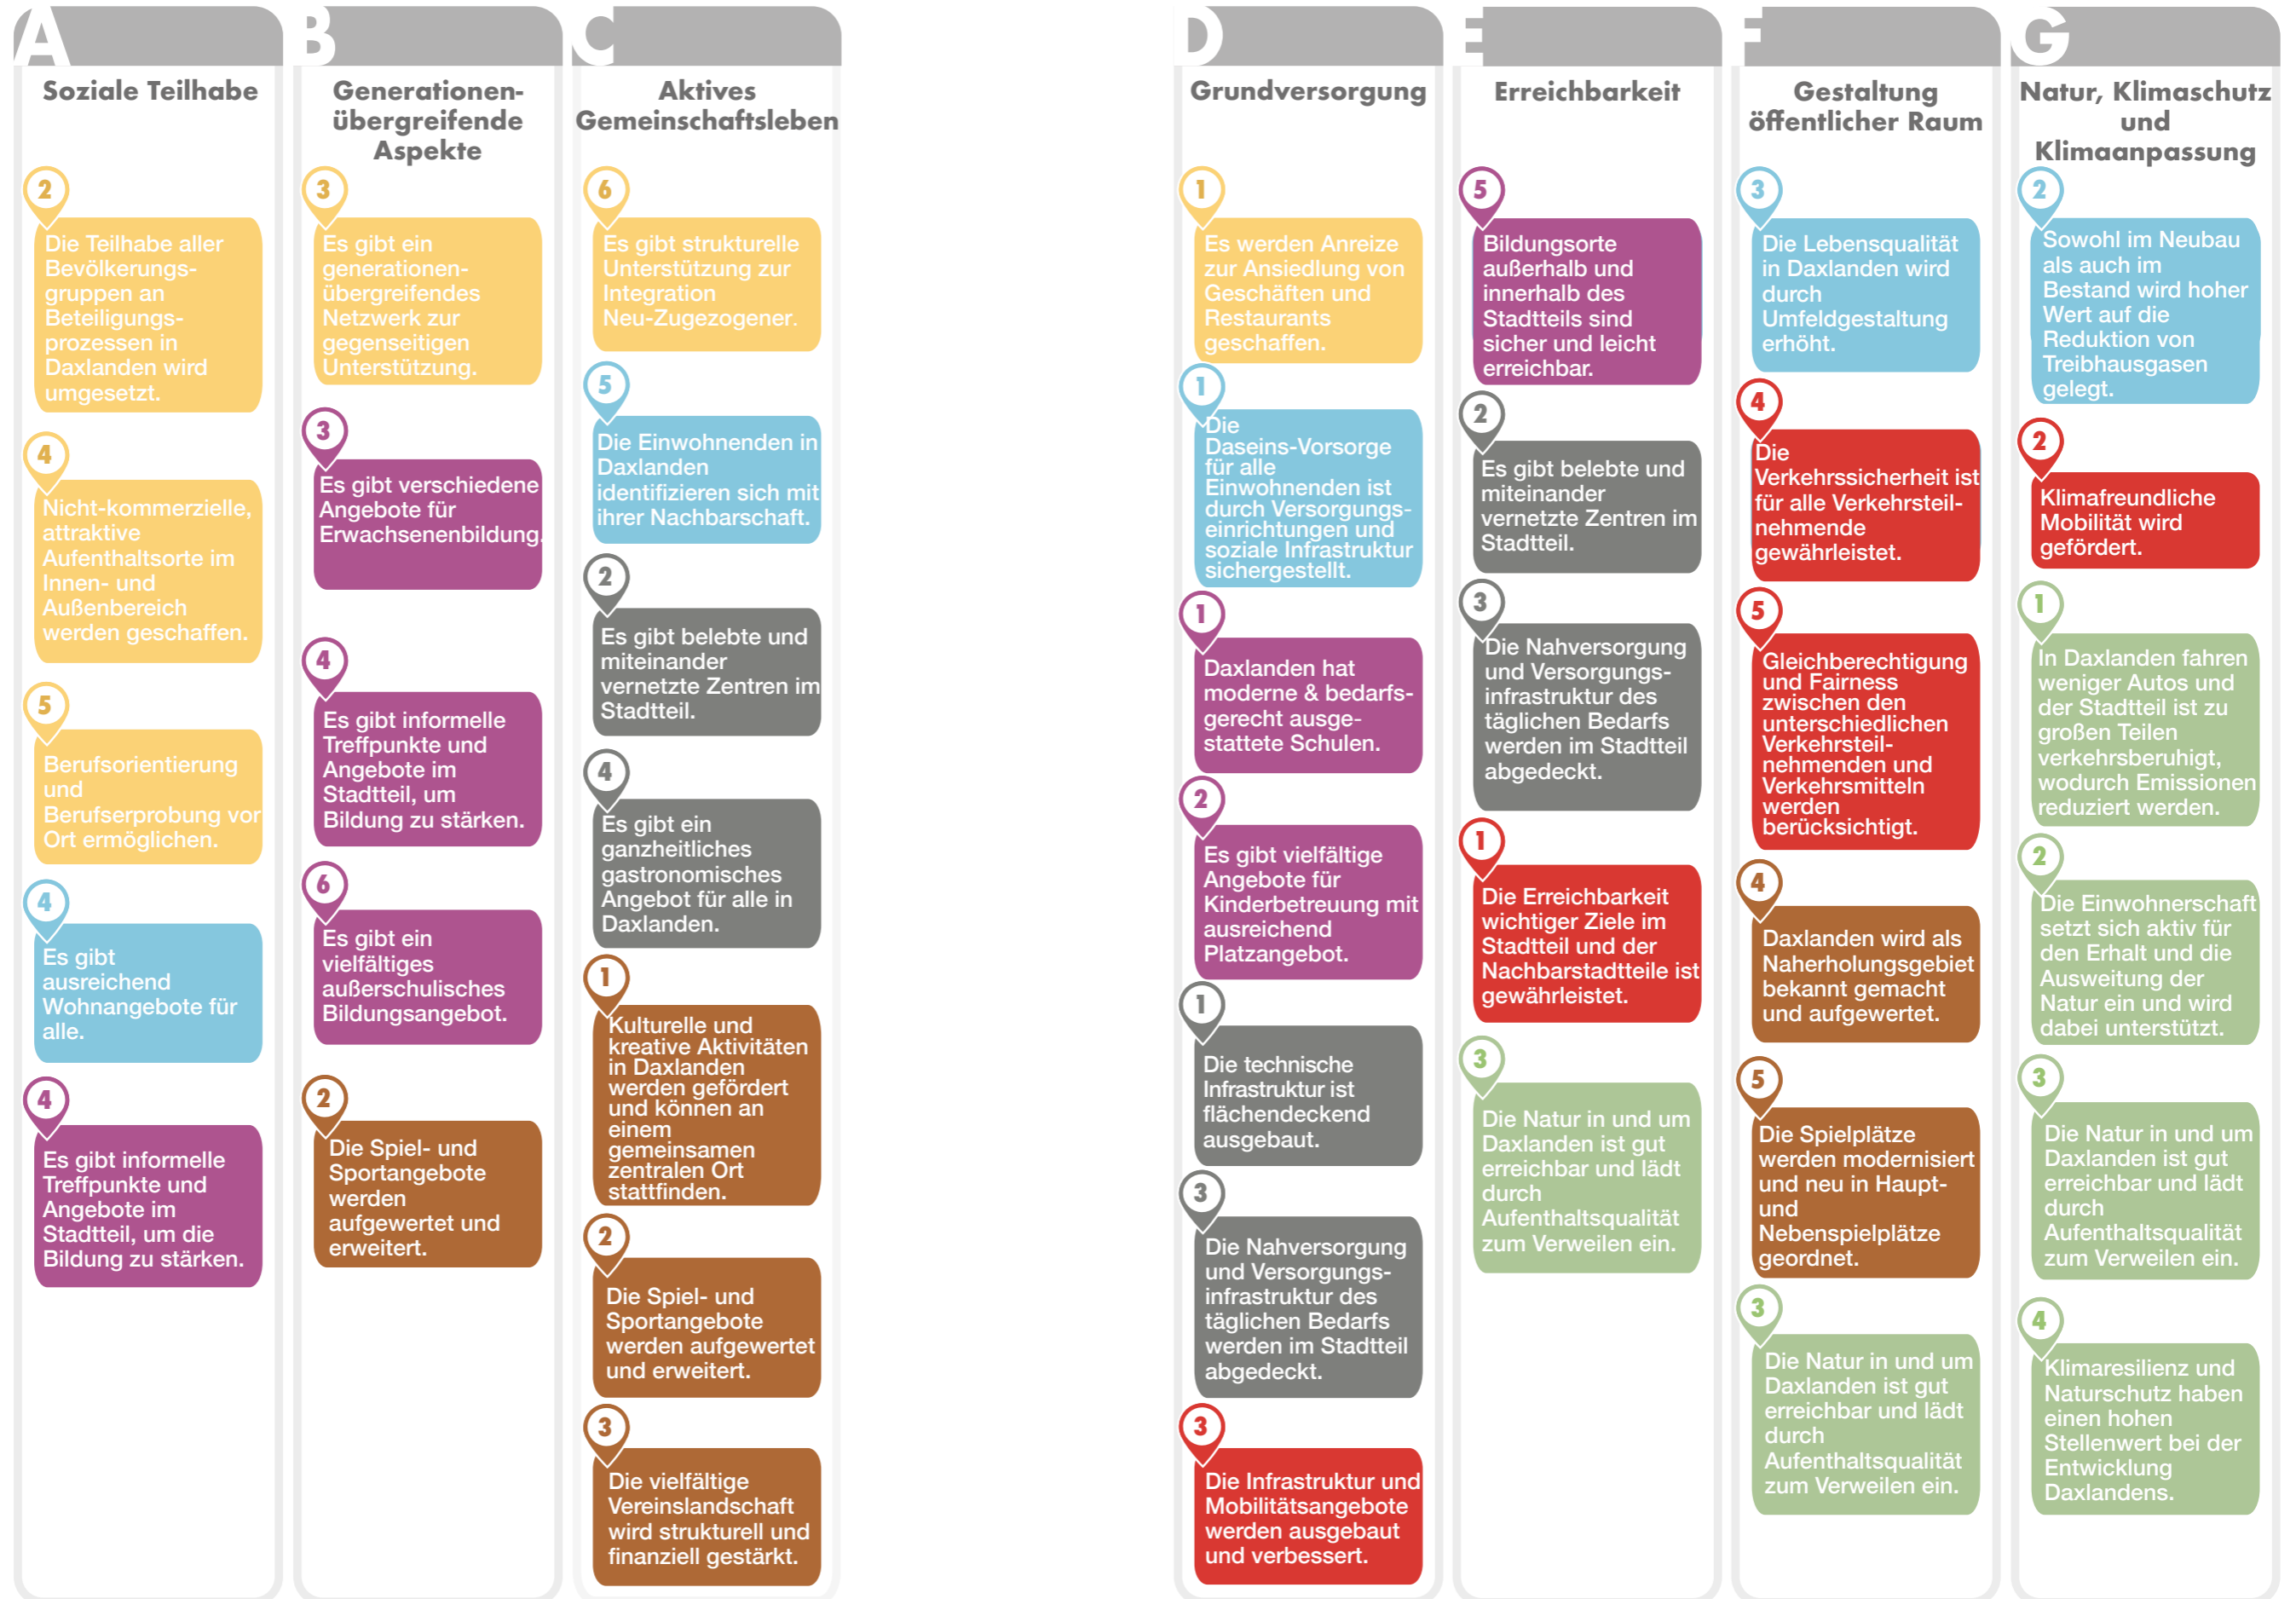 A
Soziale Teilhabe
2
Die Teilhabe aller
Bevölkerungs-
gruppen an
Beteiligungs-
prozessen in
Daxlanden wird
umgesetzt.
4
Nicht-kommerzielle,
attraktive
Aufenthaltsorte im
Innen- und
Außenbereich
werden geschaffen.
5
Berufsorientierung
und
Berufserprobung vor
Ort ermöglichen.
4
Es gibt
ausreichend
Wohnangebote für
alle.
4
Es gibt informelle
Treffpunkte und
Angebote im
Stadtteil, um die
Bildung zu stärken.
B
Generationen-
übergreifende
Aspekte
3
Es gibt ein
generationen-
übergreifendes
Netzwerk zur
gegenseitigen
Unterstützung.
3
Es gibt verschiedene
Angebote für
Erwachsenenbildung.
4
Es gibt informelle
Treffpunkte und
Angebote im
Stadtteil, um
Bildung zu stärken.
6
Es gibt ein
vielfältiges
außerschulisches
Bildungsangebot.
2
Die Spiel- und
Sportangebote
werden
aufgewertet und
erweitert.
C
Aktives
Gemeinschaftsleben
6
Es gibt strukturelle
Unterstützung zur
Integration
Neu-Zugezogener.
5
Die Einwohnenden in
Daxlanden
identifizieren sich mit
ihrer Nachbarschaft.
2
Es gibt belebte und
miteinander
vernetzte Zentren im
Stadtteil.
4
Es gibt ein
ganzheitliches
gastronomisches
Angebot für alle in
Daxlanden.
1
Kulturelle und
kreative Aktivitäten
in Daxlanden
werden gefördert
und können an
einem
gemeinsamen
zentralen Ort
stattfinden.
2
Die Spiel- und
Sportangebote
werden aufgewertet
und erweitert.
3
Die vielfältige
Vereinslandschaft
wird strukturell und
finanziell gestärkt.
D
Grundversorgung
1
Es werden Anreize
zur Ansiedlung von
Geschäften und
Restaurants
geschaffen.
1
Die
Daseins-Vorsorge
für alle
Einwohnenden ist
durch Versorgungs-
einrichtungen und
soziale Infrastruktur
sichergestellt.
1
Daxlanden hat
moderne & bedarfs-
gerecht ausge-
stattete Schulen.
2
Es gibt vielfältige
Angebote für
Kinderbetreuung mit
ausreichend
Platzangebot.
1
Die technische
Infrastruktur ist
flächendeckend
ausgebaut.
3
Die Nahversorgung
und Versorgungs-
infrastruktur des
täglichen Bedarfs
werden im Stadtteil
abgedeckt.
3
Die Infrastruktur und
Mobilitätsangebote
werden ausgebaut
und verbessert.
E
Erreichbarkeit
5
Bildungsorte
außerhalb und
innerhalb des
Stadtteils sind
sicher und leicht
erreichbar.
2
Es gibt belebte und
miteinander
vernetzte Zentren im
Stadtteil.
3
Die Nahversorgung
und Versorgungs-
infrastruktur des
täglichen Bedarfs
werden im Stadtteil
abgedeckt.
1
Die Erreichbarkeit
wichtiger Ziele im
Stadtteil und der
Nachbarstadtteile ist
gewährleistet.
3
Die Natur in und um
Daxlanden ist gut
erreichbar und lädt
durch
Aufenthaltsqualität
zum Verweilen ein.
F
Gestaltung
öffentlicher Raum
3
Die Lebensqualität
in Daxlanden wird
durch
Umfeldgestaltung
erhöht.
4
Die
Verkehrssicherheit ist
für alle Verkehrsteil-
nehmende
gewährleistet.
5
Gleichberechtigung
und Fairness
zwischen den
unterschiedlichen
Verkehrsteil-
nehmenden und
Verkehrsmitteln
werden
berücksichtigt.
4
Daxlanden wird als
Naherholungsgebiet
bekannt gemacht
und aufgewertet.
5
Die Spielplätze
werden modernisiert
und neu in Haupt-
und
Nebenspielplätze
geordnet.
3
Die Natur in und um
Daxlanden ist gut
erreichbar und lädt
durch
Aufenthaltsqualität
zum Verweilen ein.
G
Natur, Klimaschutz
und
Klimaanpassung
2
Sowohl im Neubau
als auch im
Bestand wird hoher
Wert auf die
Reduktion von
Treibhausgasen
gelegt.
2
Klimafreundliche
Mobilität wird
gefördert.
1
In Daxlanden fahren
weniger Autos und
der Stadtteil ist zu
großen Teilen
verkehrsberuhigt,
wodurch Emissionen
reduziert werden.
2
Die Einwohnerschaft
setzt sich aktiv für
den Erhalt und die
Ausweitung der
Natur ein und wird
dabei unterstützt.
3
Die Natur in und um
Daxlanden ist gut
erreichbar und lädt
durch
Aufenthaltsqualität
zum Verweilen ein.
4
Klimaresilienz und
Naturschutz haben
einen hohen
Stellenwert bei der
Entwicklung
Daxlandens.